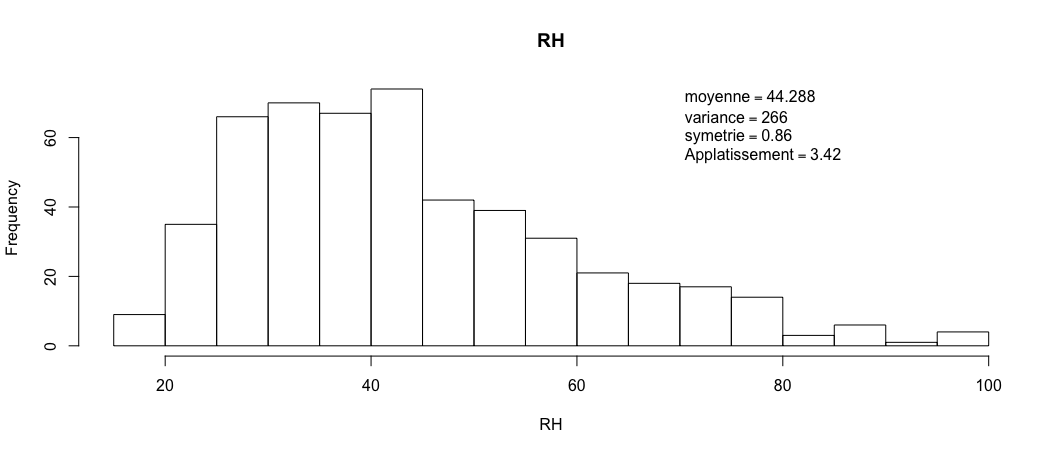 RH
moyenne = 44.288
variance = 266
symetrie = 0.86
Applatissement = 3.42
Frequency
60
40
20
0
20 40 60 80 100
RH